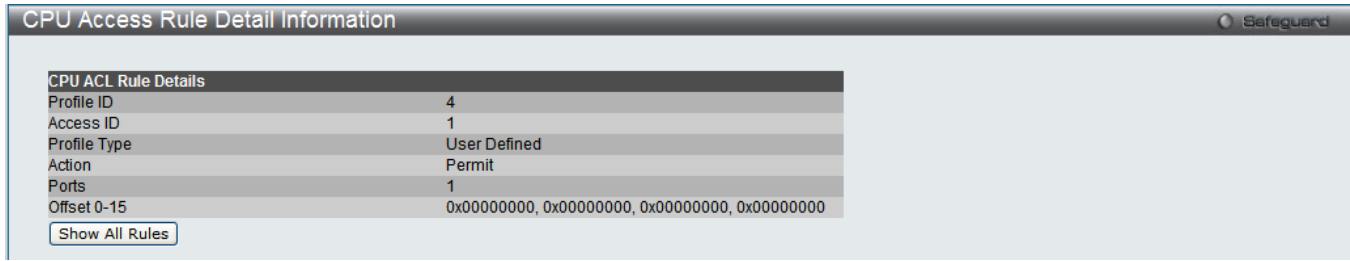 CPU Access Rule Detail Information
Safeguard
CPU ACL Rule Details
Profile ID 4
Access ID 1
Profile Type User Defined
Action Permit
Ports 1
Offset 0-15 0x00000000, 0x00000000, 0x00000000, 0x00000000
Show All Rules